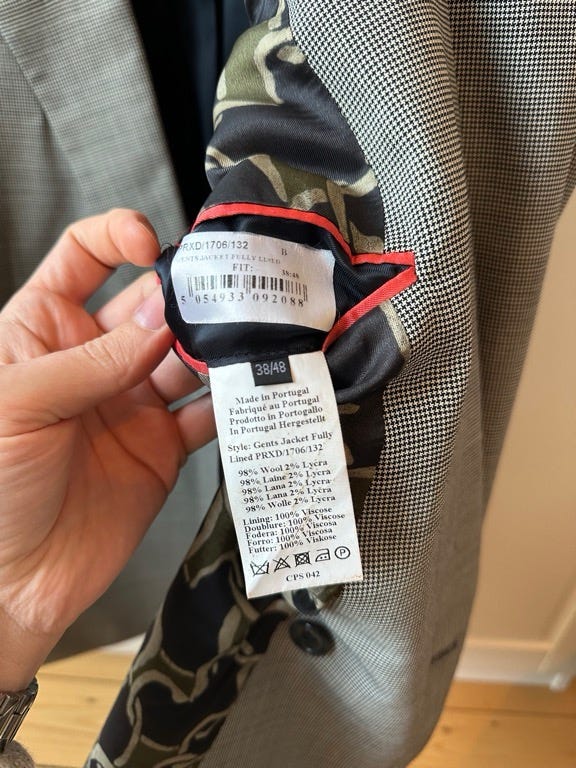 PRXD/1706/132
B
GENTS JACKET FULLY LINED
FIT:
38:48
5 054933 092088
38/48
Made in Portugal
Fabriqué au Portugal
Prodotto in Portogallo
In Portugal Hergestellt
Style: Gents Jacket Fully
Lined PRXD/1706/132
98% Wool 2% Lycra
98% Laine 2% Lycra
98% Lana 2% Lycra
98% Lana 2% Lycra
98% Wolle 2% Lycra
Lining: 100% Viscose
Doublure: 100% Viscose
Fodera: 100% Viscosa
Forro: 100% Viscosa
Futter: 100% Viskose
P
CPS 042